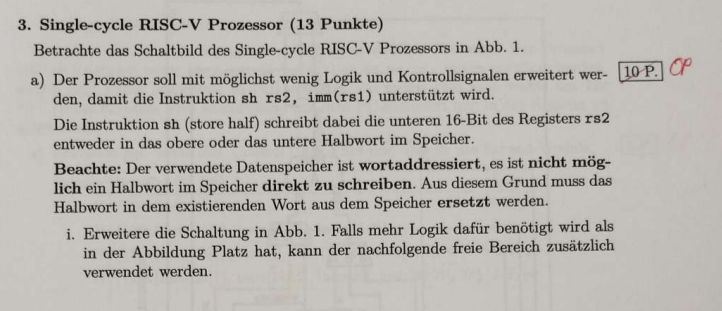 3. Single-cycle RISC-V Prozessor (13 Punkte)
Betrachte das Schaltbild des Single-cycle RISC-V Prozessors in Abb. 1.
a) Der Prozessor soll mit möglichst wenig Logik und Kontrollsignalen erweitert wer- 10 P. 0P
den, damit die Instruktion sh rs2, imm(rs1) unterstützt wird.
Die Instruktion sh (store half) schreibt dabei die unteren 16-Bit des Registers rs2
entweder in das obere oder das untere Halbwort im Speicher.
Beachte: Der verwendete Datenspeicher ist wortaddressiert, es ist nicht mög-
lich ein Halbwort im Speicher direkt zu schreiben. Aus diesem Grund muss das
Halbwort in dem existierenden Wort aus dem Speicher ersetzt werden.
i. Erweitere die Schaltung in Abb. 1. Falls mehr Logik dafür benötigt wird als
in der Abbildung Platz hat, kann der nachfolgende freie Bereich zusätzlich
verwendet werden.